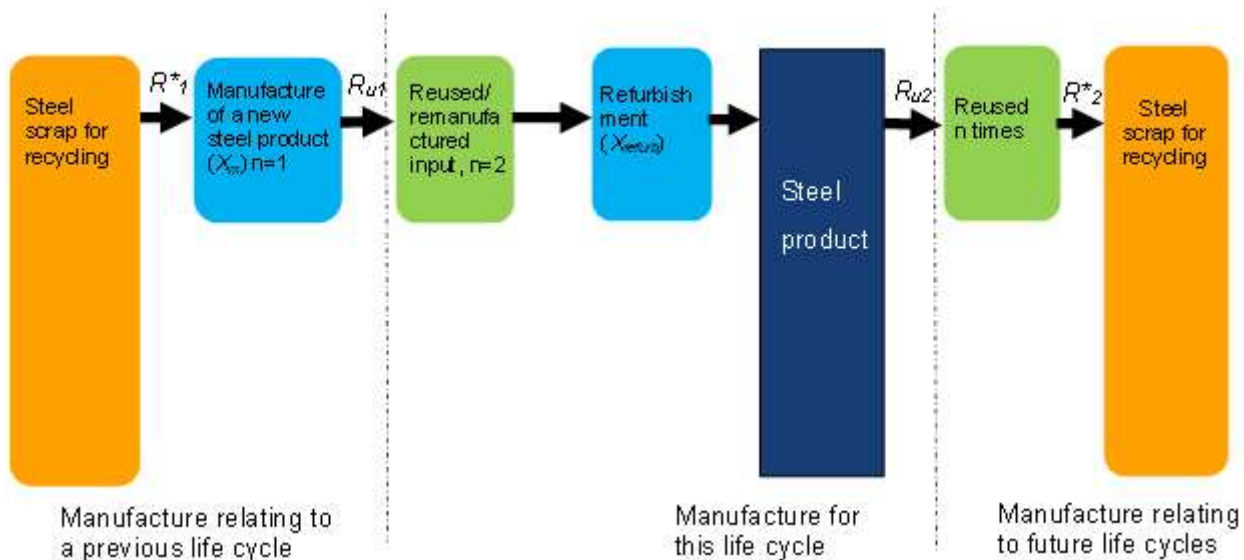 Steel
scrap for
recycling
R*1
Manufacture
of a new
steel product
(Xm) n=1
Ru1
Reused/
remanufa
ctured
input, n=2
Refurbish
ment
(Xrefurb)
Steel
product
Ru2
Reused
n times
R*2
Steel
scrap for
recycling
Manufacture relating to
a previous life cycle
Manufacture for
this life cycle
Manufacture relating
to future life cycles